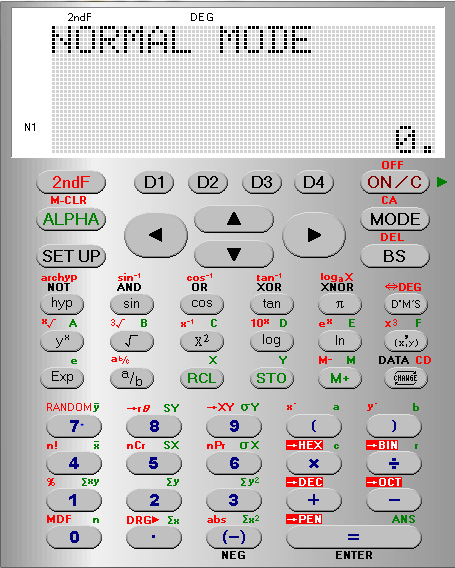 2ndF DEG
NORMAL MODE
N1
0.
OFF
2ndF D1 D2 D3 D4 ON/C
M-CLR CA
ALPHA MODE
DEL
SET UP BS
archyp sin⁻¹ cos⁻¹ tan⁻¹ logₐX ⇔DEG
NOT AND OR XOR XNOR
hyp sin cos tan π D°M'S
ˣ√ A ³√ B x⁻¹ C 10ˣ D eˣ E x³ F
yˣ √ X² log ln (x,y)
e a b/c X Y M- M DATA CD
Exp a/b RCL STO M+ CHANGE
RANDOM ȳ →rθ SY →XY σY x´ a y´ b
7 8 9 ( )
n! x̄ nCr SX nPr σX →HEX c →BIN r
4 5 6 × ÷
% Σxy Σy Σy² →DEC →OCT
1 2 3 + −
MDF n DRG► Σx abs Σx² →PEN ANS
0 · (−) =
NEG ENTER